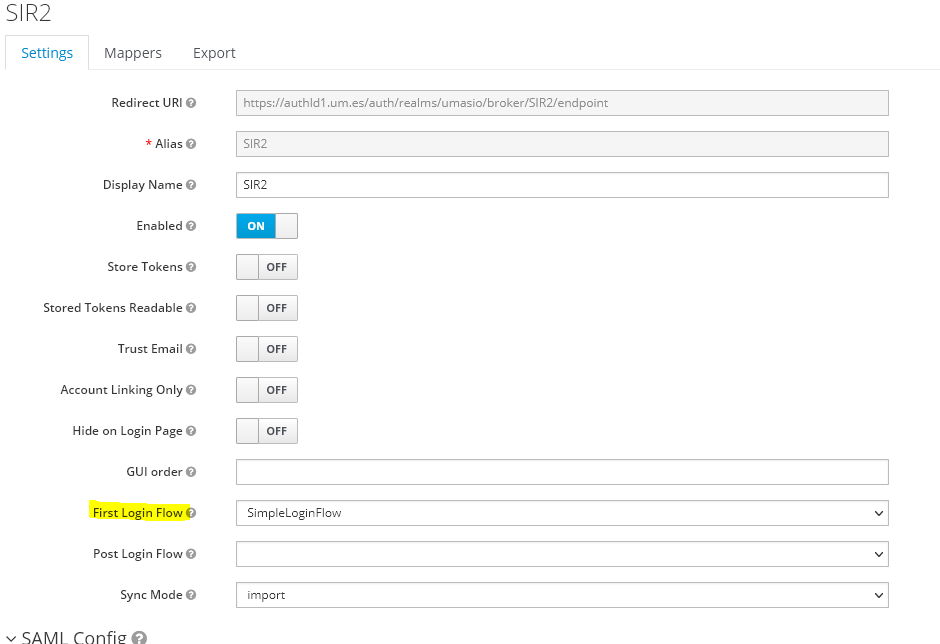 SIR2
Settings Mappers Export
Redirect URI https://authld1.um.es/auth/realms/umasio/broker/SIR2/endpoint
* Alias SIR2
Display Name SIR2
Enabled ON
Store Tokens OFF
Stored Tokens Readable OFF
Trust Email OFF
Account Linking Only OFF
Hide on Login Page OFF
GUI order
First Login Flow SimpleLoginFlow
Post Login Flow
Sync Mode import
SAML Config